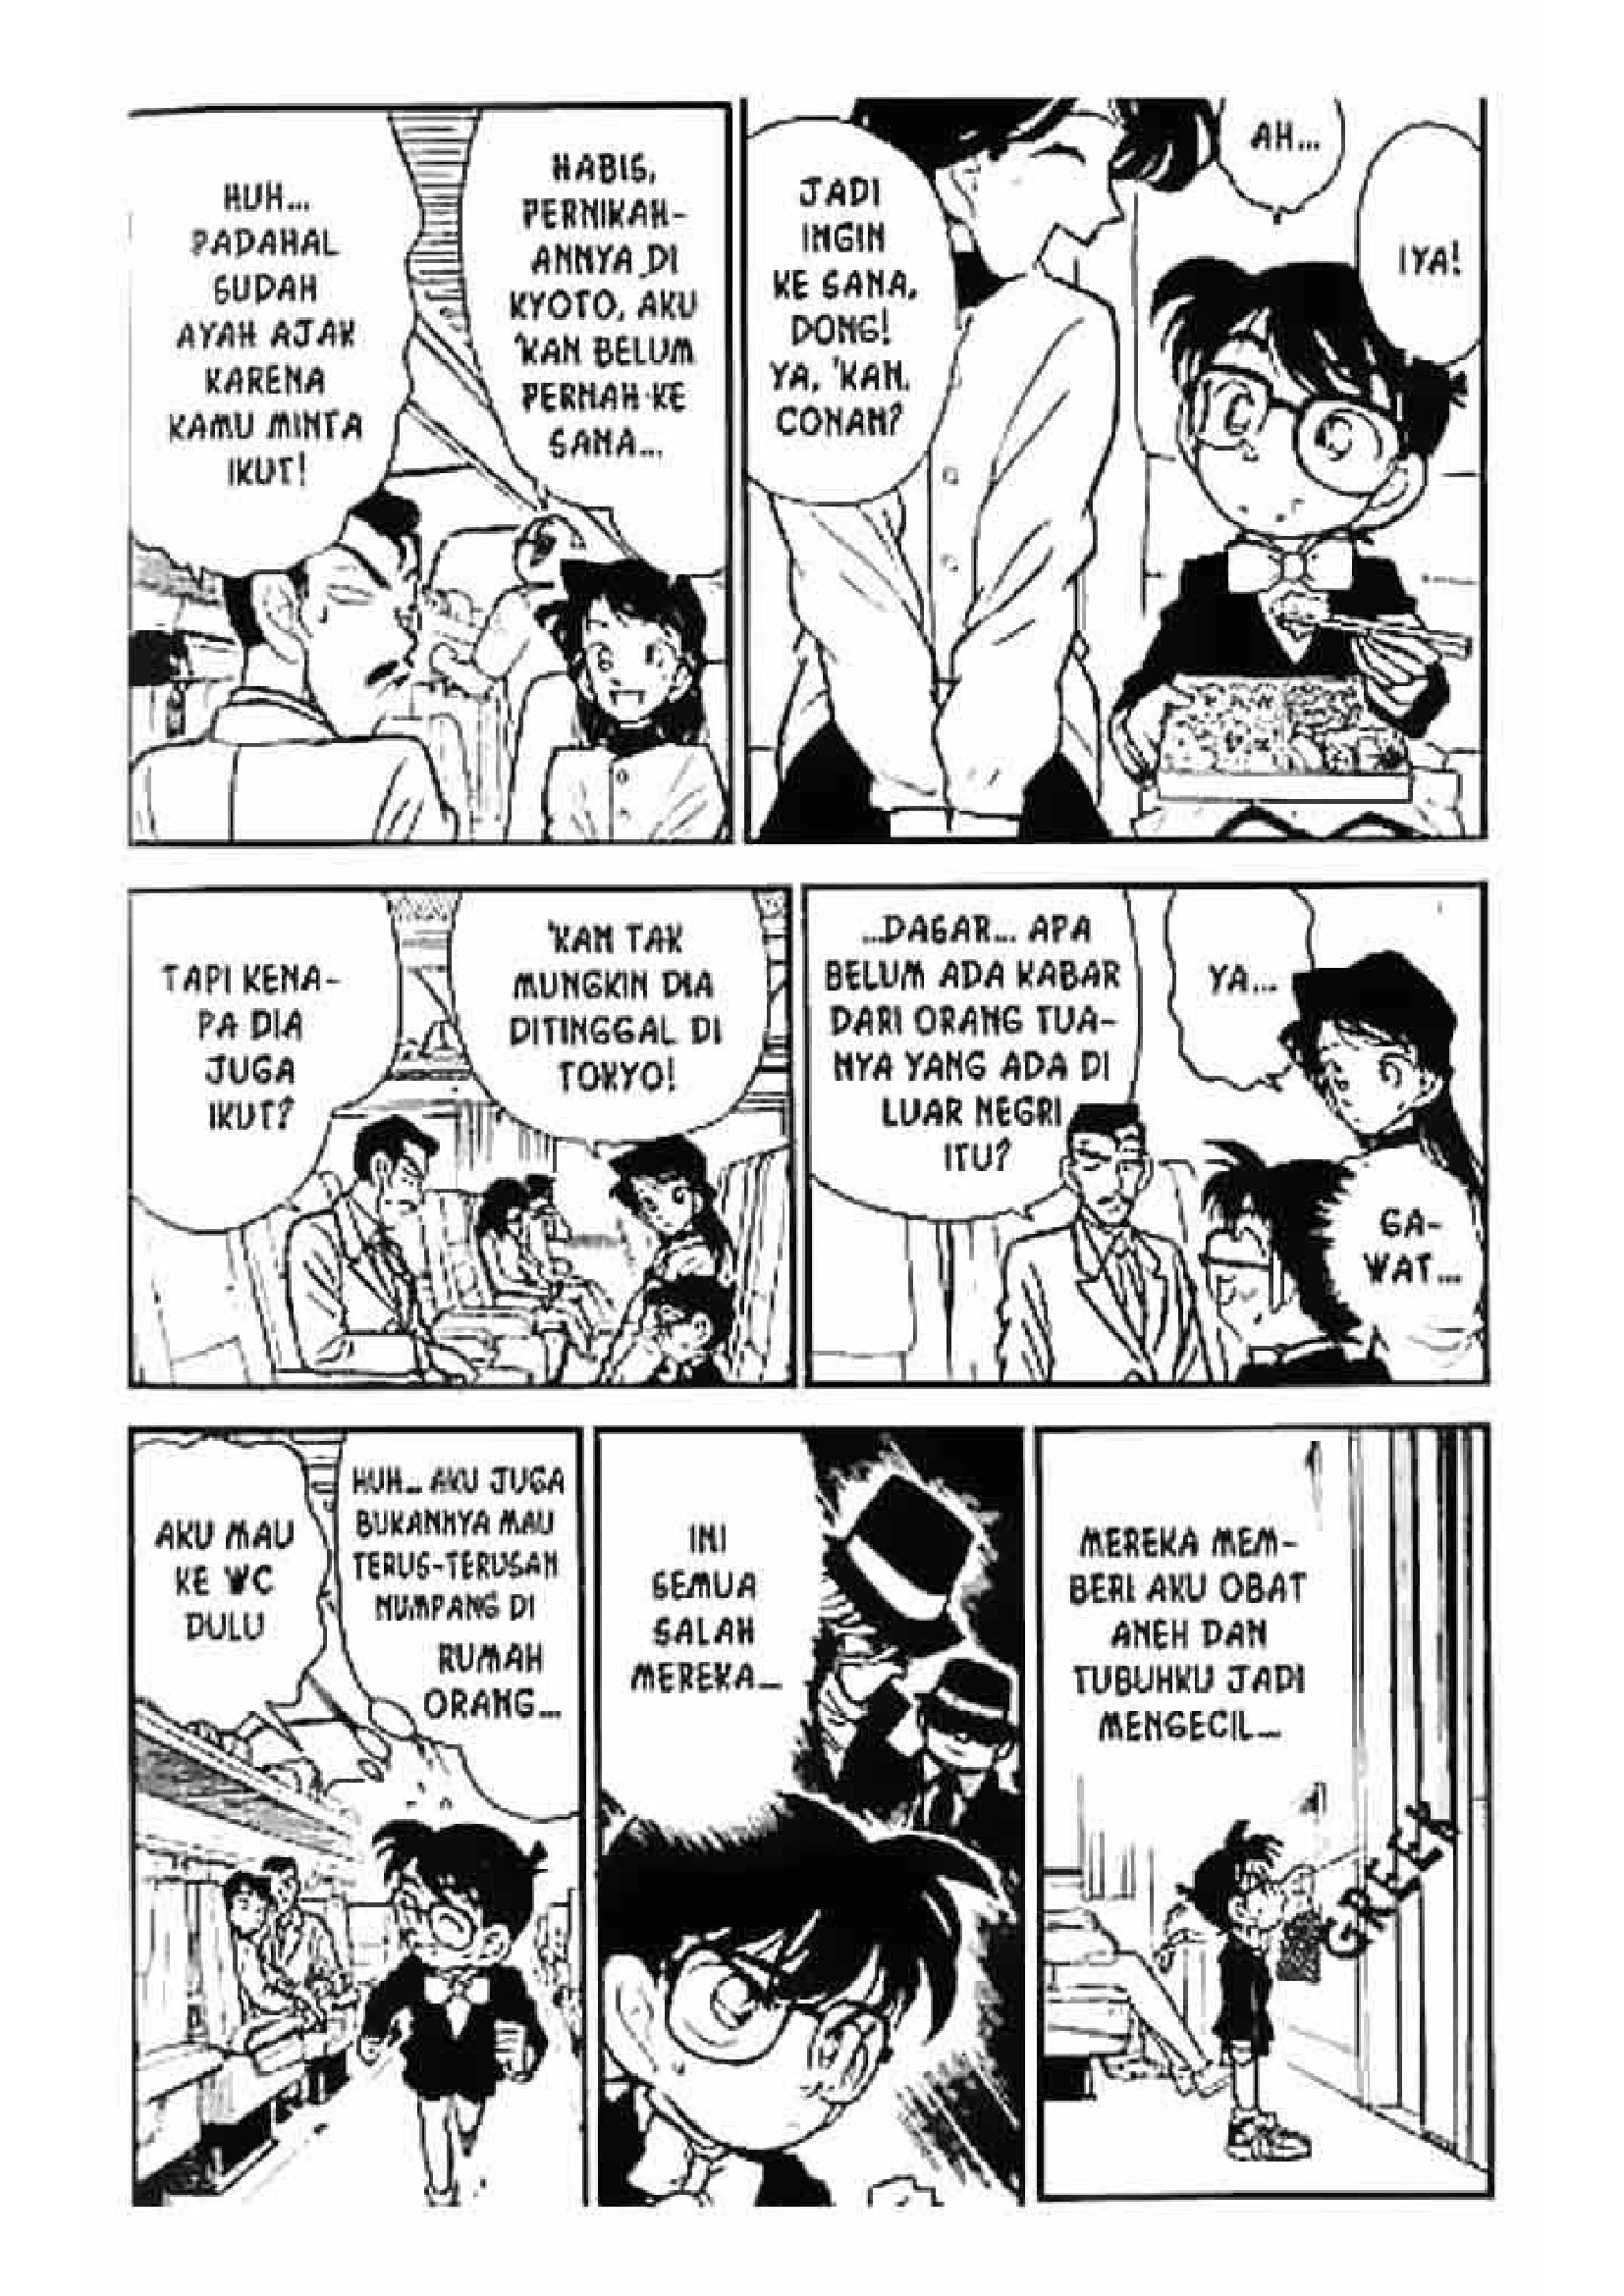 HUH...
PADAHAL
SUDAH
AYAH AJAK
KARENA
KAMU MINTA
IKUT!
HABIS,
PERNIKAH-
ANNYA DI
KYOTO, AKU
'KAN BELUM
PERNAH KE
SANA...
JADI
INGIN
KE SANA,
DONG!
YA, 'KAN,
CONAN?
AH...
IYA!
TAPI KENA-
PA DIA
JUGA
IKUT?
'KAN TAK
MUNGKIN DIA
DITINGGAL DI
TOKYO!
...DASAR... APA
BELUM ADA KABAR
DARI ORANG TUA-
NYA YANG ADA DI
LUAR NEGRI
ITU?
YA...
GA-
WAT...
AKU MAU
KE WC
DULU
HUH... AKU JUGA
BUKANNYA MAU
TERUS-TERUSAN
NUMPANG DI
RUMAH
ORANG...
INI
SEMUA
SALAH
MEREKA...
MEREKA MEM-
BERI AKU OBAT
ANEH DAN
TUBUHKU JADI
MENGECIL...
GREEK